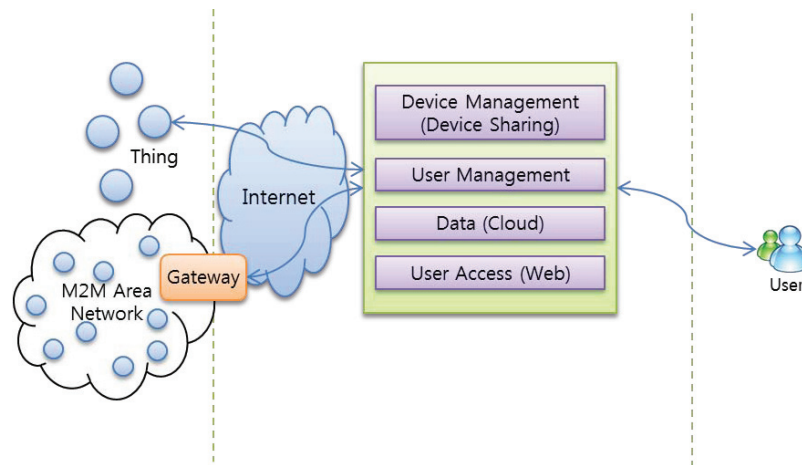 Thing
M2M Area
Network
Gateway
Internet
Device Management
(Device Sharing)
User Management
Data (Cloud)
User Access (Web)
User